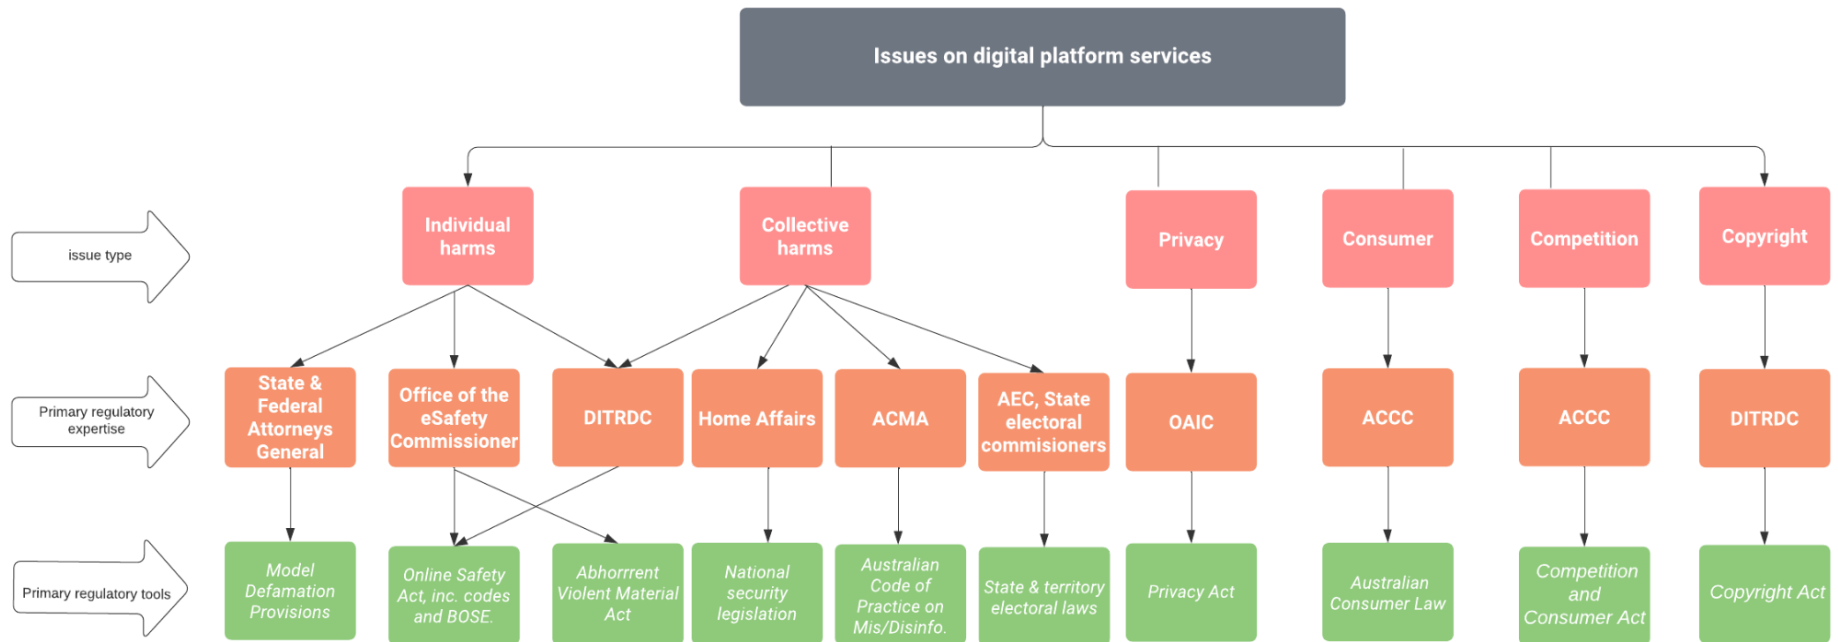 Issues on digital platform services
issue type
Individual
harms
Collective
harms
Privacy
Consumer
Competition
Copyright
Primary regulatory
expertise
State &
Federal
Attorneys
General
Office of the
eSafety
Commissioner
DITRDC
Home Affairs
ACMA
AEC, State
electoral
commisioners
OAIC
ACCC
ACCC
DITRDC
Primary regulatory tools
Model
Defamation
Provisions
Online Safety
Act, inc. codes
and BOSE.
Abhorrrent
Violent Material
Act
National
security
legislation
Australian
Code of
Practice on
Mis/Disinfo.
State & territory
electoral laws
Privacy Act
Australian
Consumer Law
Competition
and
Consumer Act
Copyright Act